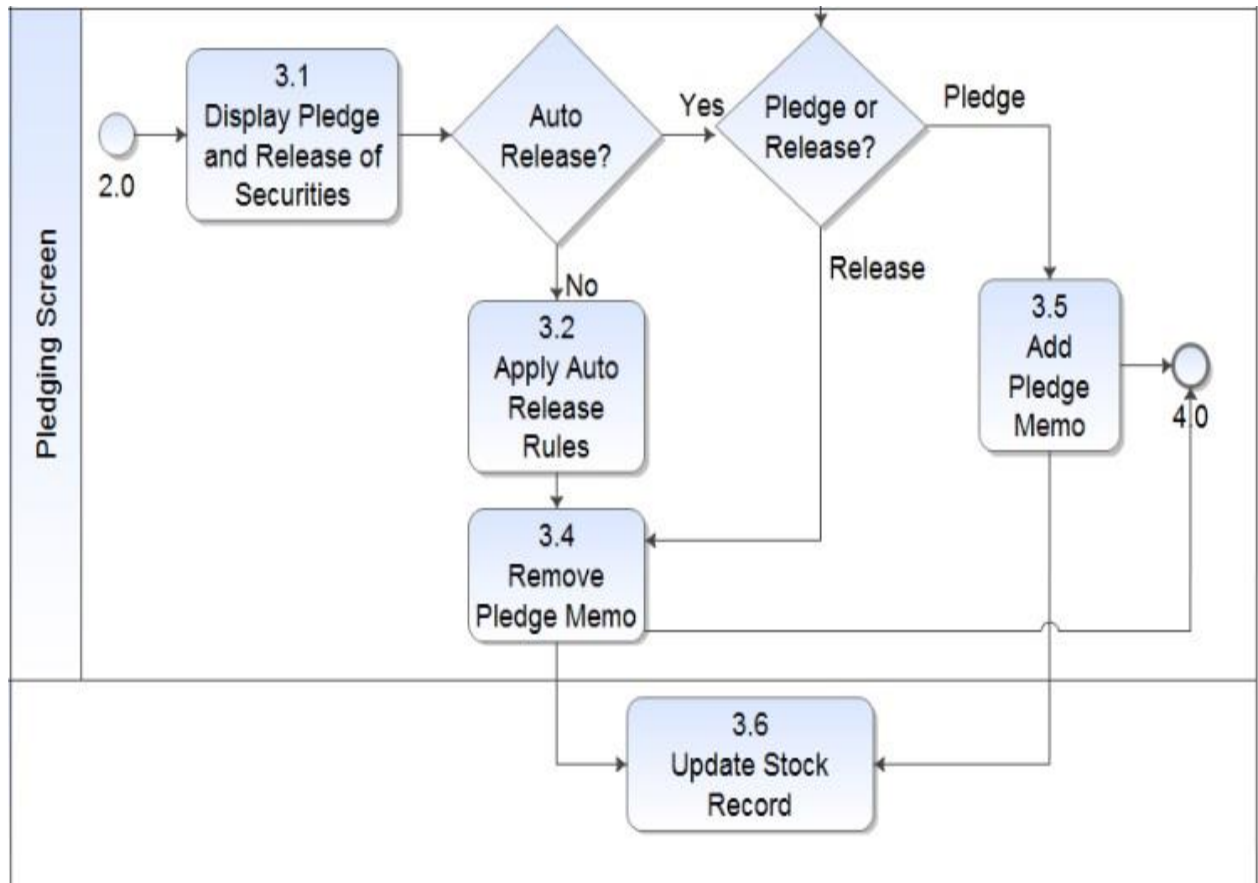 Pledging Screen
2.0
3.1
Display Pledge
and Release of
Securities
Auto
Release?
Yes
Pledge or
Release?
Pledge
Release
No
3.2
Apply Auto
Release
Rules
3.4
Remove
Pledge Memo
3.5
Add
Pledge
Memo
4.0
3.6
Update Stock
Record